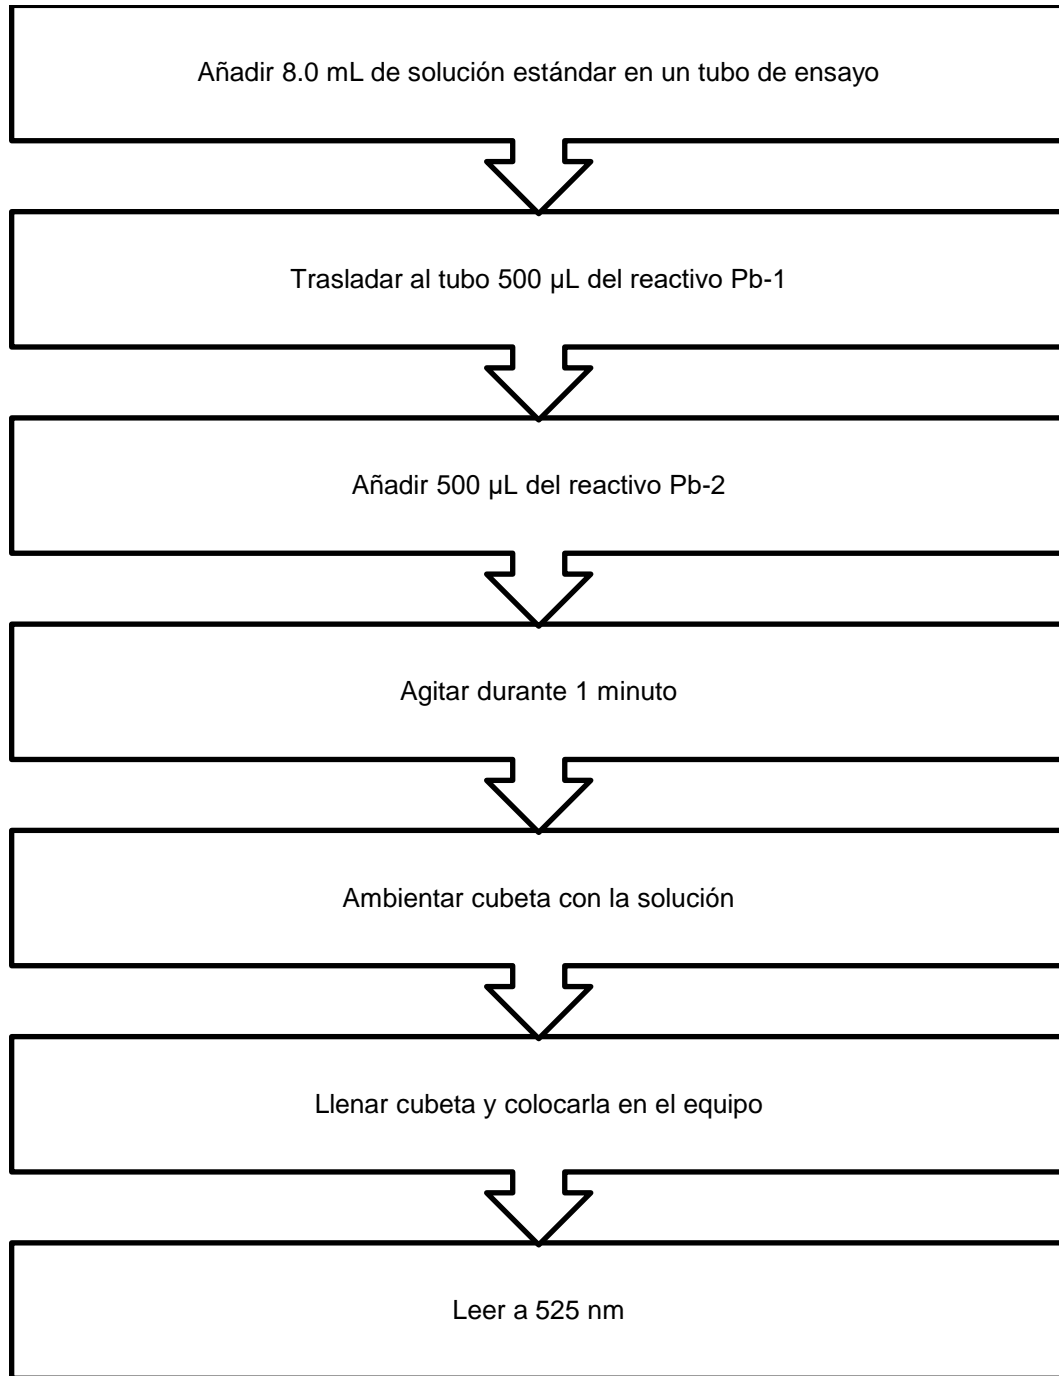 Añadir 8.0 mL de solución estándar en un tubo de ensayo
Trasladar al tubo 500 µL del reactivo Pb-1
Añadir 500 µL del reactivo Pb-2
Agitar durante 1 minuto
Ambientar cubeta con la solución
Llenar cubeta y colocarla en el equipo
Leer a 525 nm